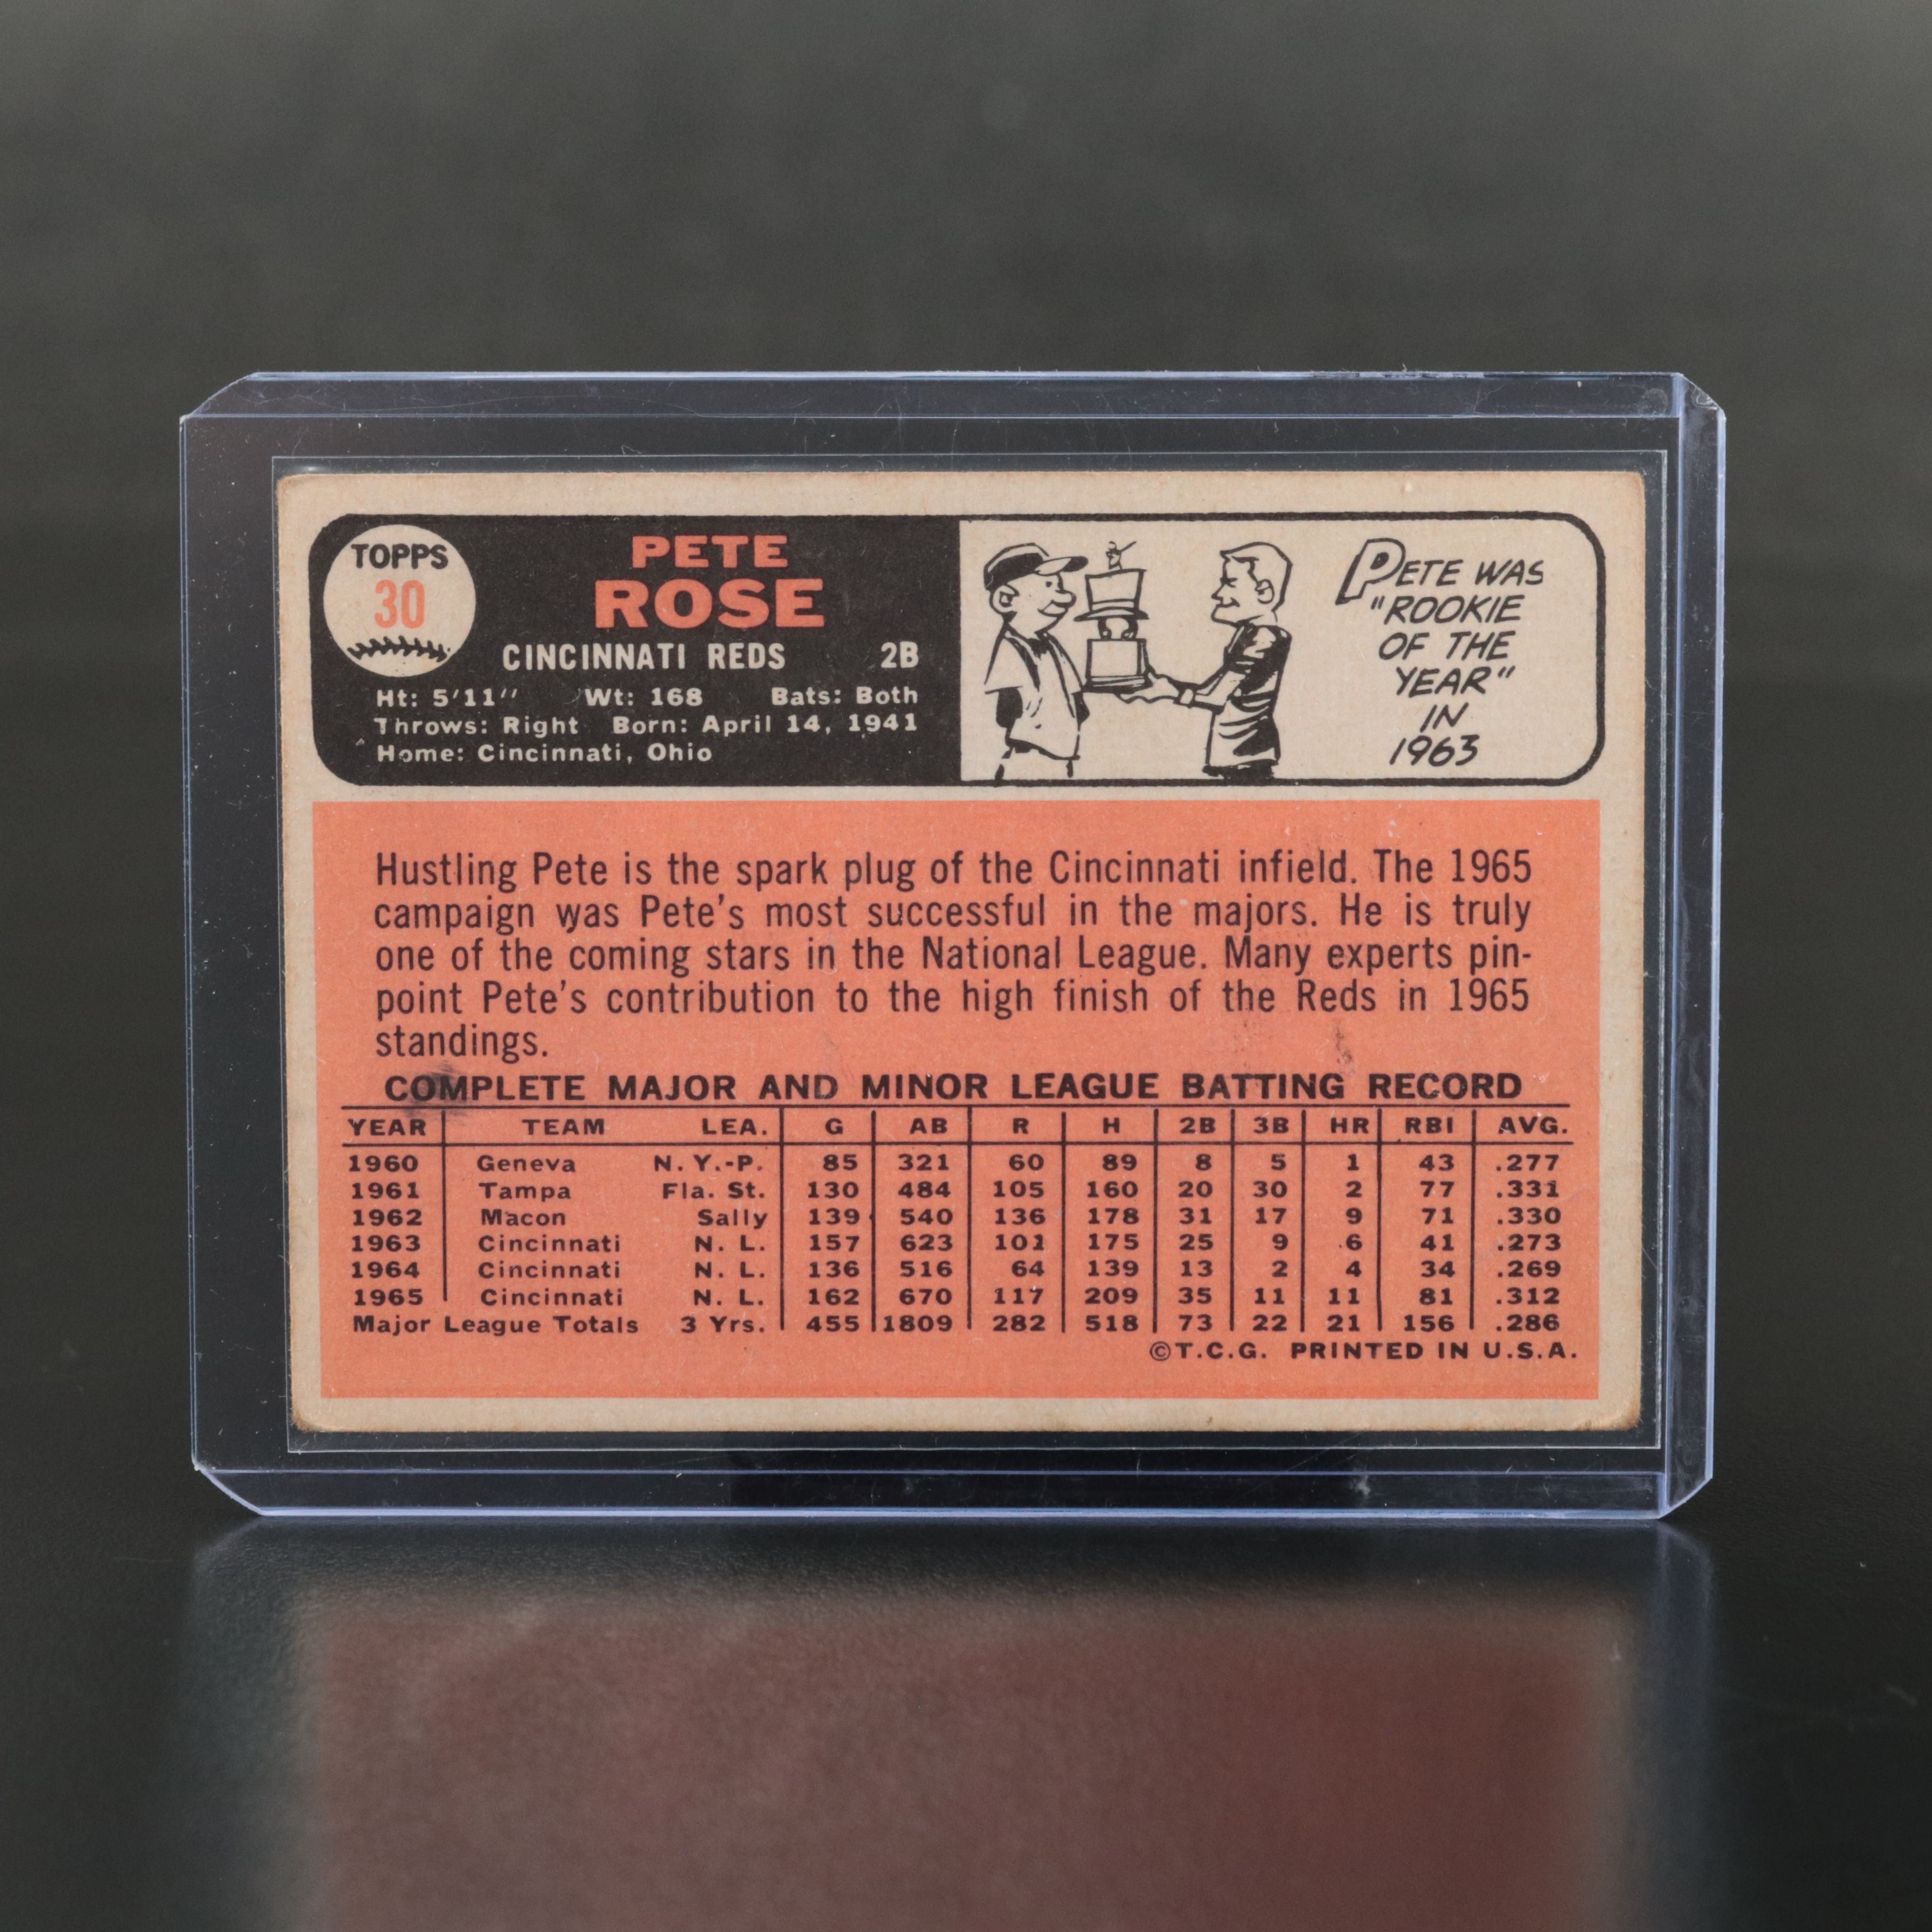 TOPPS
30
PETE
ROSE
CINCINNATI REDS 2B
Ht: 5'11" Wt: 168 Bats: Both
Throws: Right Born: April 14, 1941
Home: Cincinnati, Ohio
PETE WAS
"ROOKIE
OF THE
YEAR"
IN
1963
Hustling Pete is the spark plug of the Cincinnati infield. The 1965
campaign was Pete's most successful in the majors. He is truly
one of the coming stars in the National League. Many experts pin-
point Pete's contribution to the high finish of the Reds in 1965
standings.
COMPLETE MAJOR AND MINOR LEAGUE BATTING RECORD
YEAR TEAM LEA. G AB R H 2B 3B HR RBI AVG.
1960 Geneva N. Y.-P. 85 321 60 89 8 5 1 43 .277
1961 Tampa Fla. St. 130 484 105 160 20 30 2 77 .331
1962 Macon Sally 139 540 136 178 31 17 9 71 .330
1963 Cincinnati N. L. 157 623 101 175 25 9 6 41 .273
1964 Cincinnati N. L. 136 516 64 139 13 2 4 34 .269
1965 Cincinnati N. L. 162 670 117 209 35 11 11 81 .312
Major League Totals 3 Yrs. 455 1809 282 518 73 22 21 156 .286
©T.C.G. PRINTED IN U.S.A.